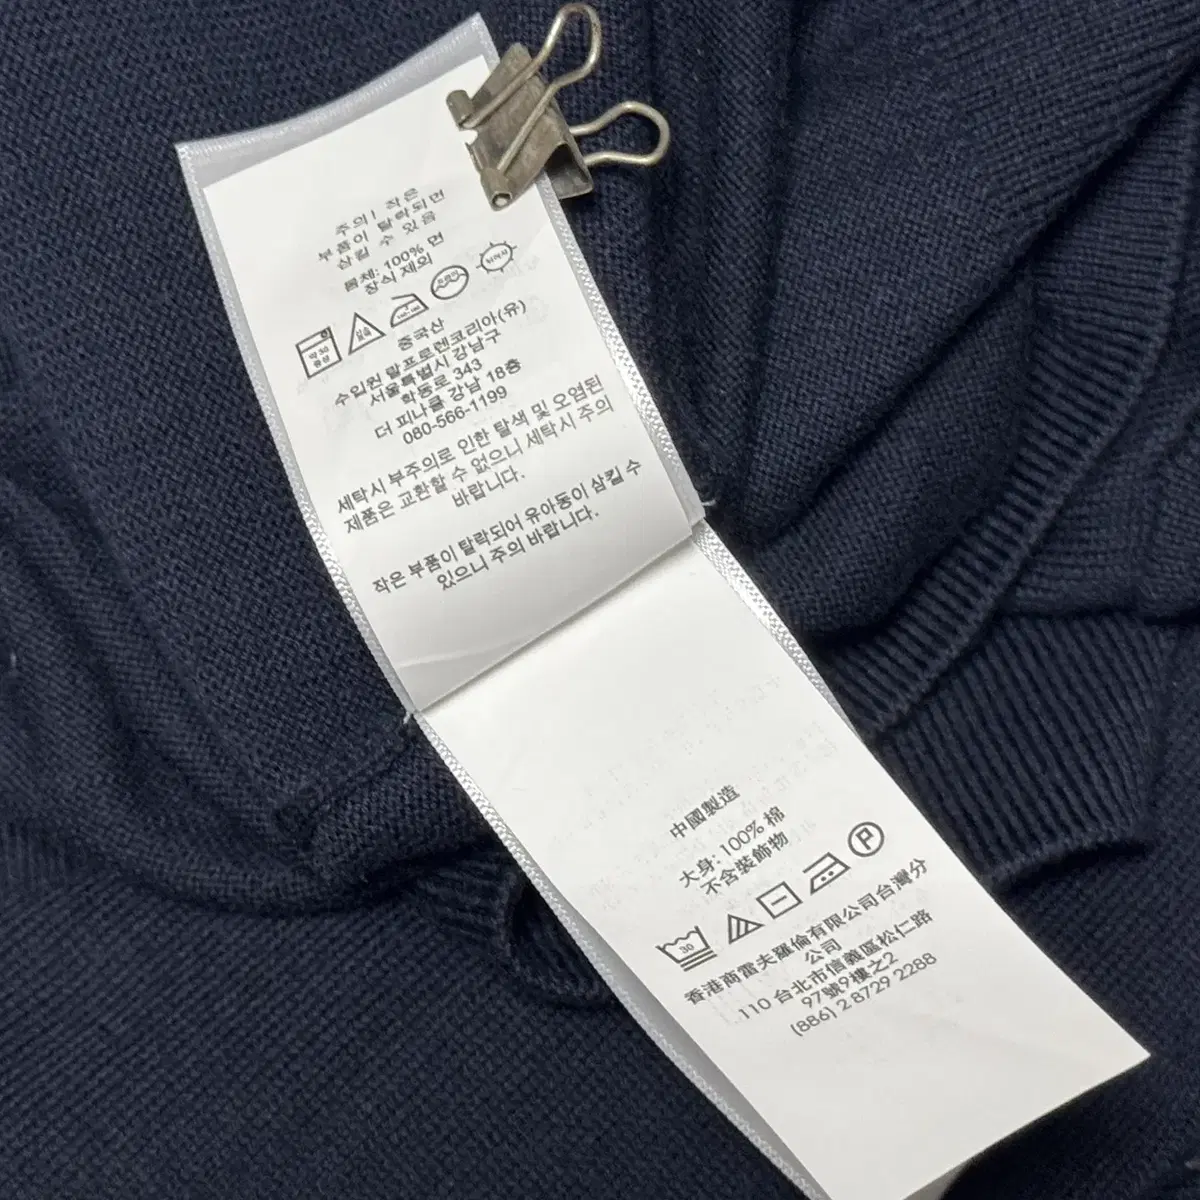 주의! 작은
부품이 탈락되면
삼킬 수 있음
몸체: 100% 면
장식 제외
약 30
중성
중국산
수입원 랄프로렌코리아(유)
서울특별시 강남구
학동로 343
더 피나클 강남 18층
080-566-1199
세탁시 부주의로 인한 탈색 및 오염된
제품은 교환할 수 없으니 세탁시 주의
바랍니다.
작은 부품이 탈락되어 유아동이 삼킬 수
있으니 주의 바랍니다.
中國製造
大身: 100% 棉
不含裝飾物
30
P
香港商雷夫羅倫有限公司台灣分
公司
110 台北市信義區松仁路
97號9樓之2
(886) 2 8729 2288